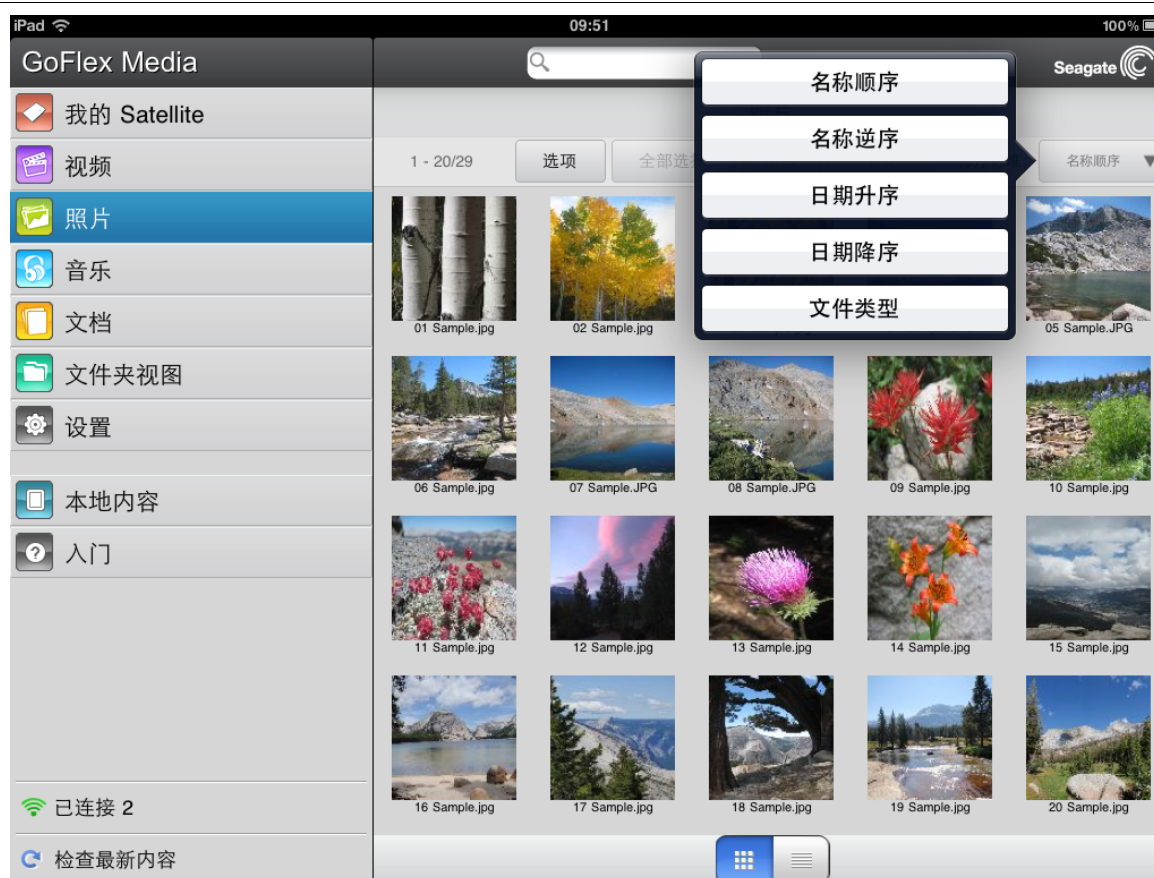 iPad
09:51
100%
GoFlex Media
Seagate
我的 Satellite
视频
照片
音乐
文档
文件夹视图
设置
本地内容
入门
已连接 2
检查最新内容
1 - 20/29
选项
全部选
名称顺序
名称顺序
名称逆序
日期升序
日期降序
文件类型
01 Sample.jpg
02 Sample.jpg
05 Sample.JPG
06 Sample.jpg
07 Sample.JPG
08 Sample.JPG
09 Sample.jpg
10 Sample.jpg
11 Sample.jpg
12 Sample.jpg
13 Sample.jpg
14 Sample.jpg
15 Sample.jpg
16 Sample.jpg
17 Sample.jpg
18 Sample.jpg
19 Sample.jpg
20 Sample.jpg